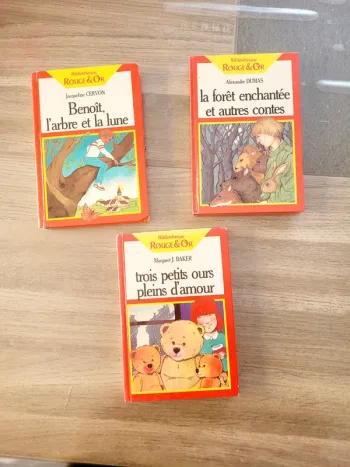 Bibliothèque
ROUGE & OR
Jacqueline CERVON
Benoît,
l'arbre et la lune
Bibliothèque
ROUGE & OR
Alexandre DUMAS
la forêt enchantée
et autres contes
Bibliothèque
ROUGE & OR
Margaret J. BAKER
trois petits ours
pleins d'amour